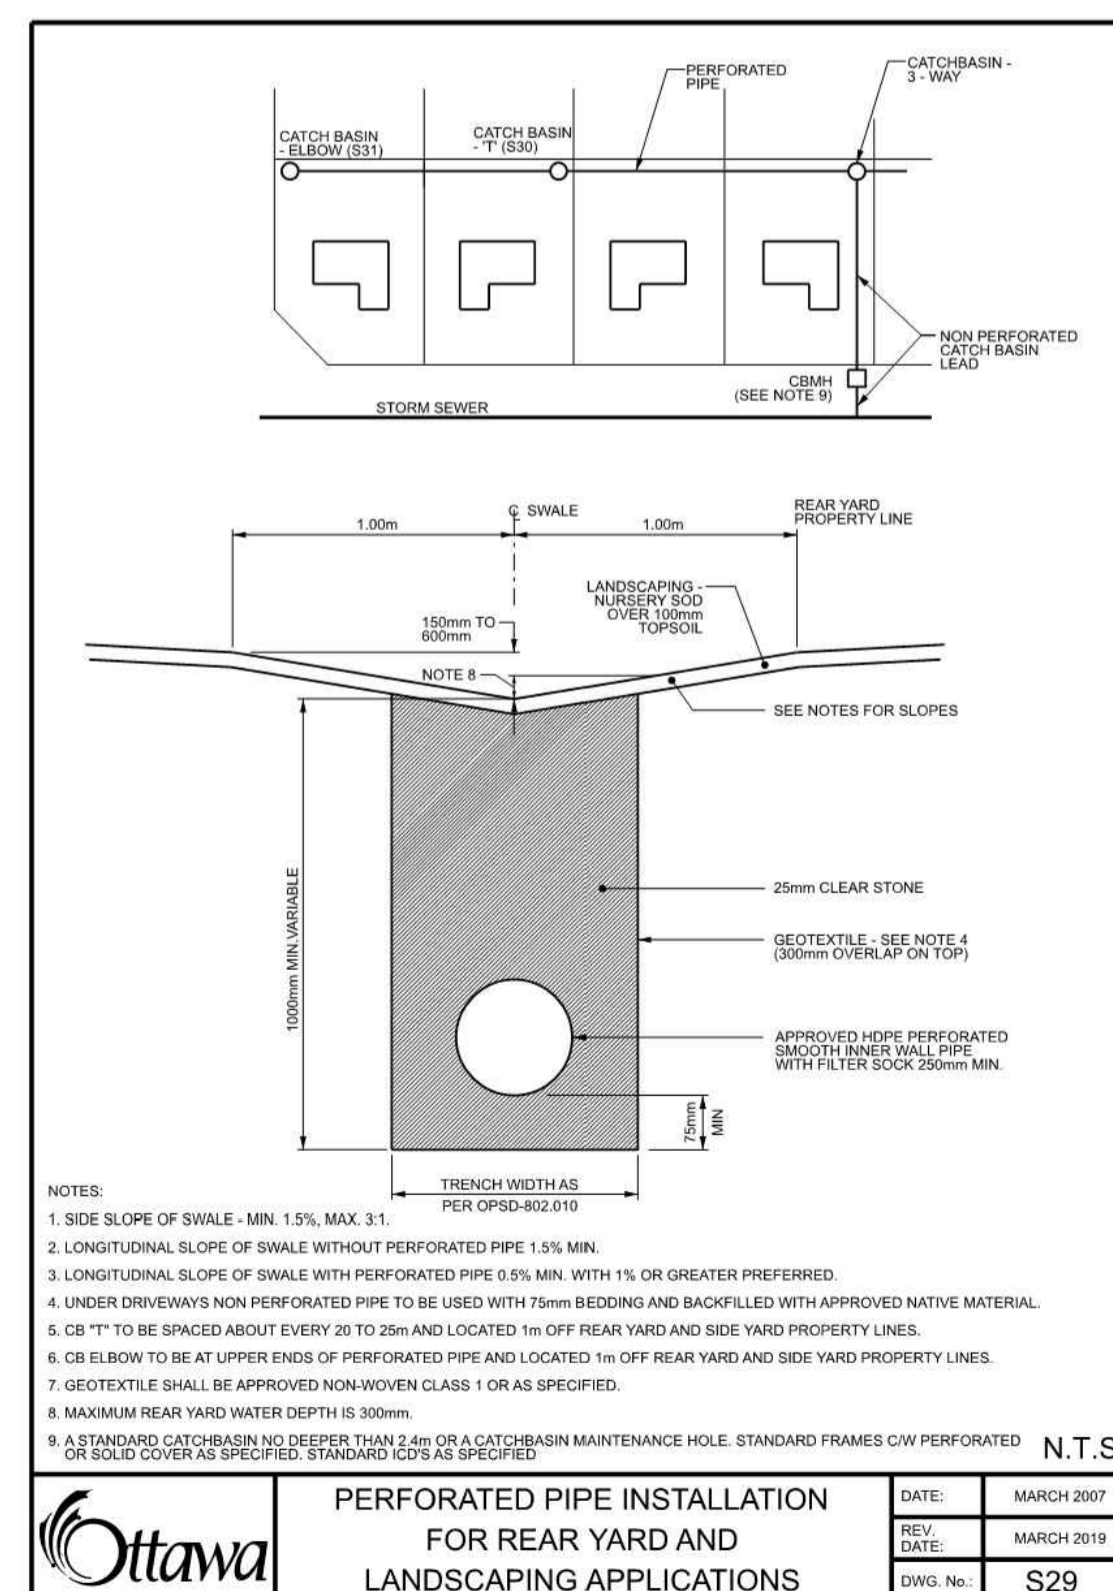 PERFORATED
PIPE
CATCHBASIN -
3 - WAY
CATCH BASIN
- ELBOW (S31)
CATCH BASIN
- 'T' (S30)
NON PERFORATED
CATCH BASIN
LEAD
CBMH
(SEE NOTE 9)
STORM SEWER
℄ SWALE
REAR YARD
PROPERTY LINE
1.00m
1.00m
LANDSCAPING -
NURSERY SOD
OVER 100mm
TOPSOIL
150mm TO
600mm
NOTE 8
SEE NOTES FOR SLOPES
1000mm MIN.VARIABLE
25mm CLEAR STONE
GEOTEXTILE - SEE NOTE 4
(300mm OVERLAP ON TOP)
APPROVED HDPE PERFORATED
SMOOTH INNER WALL PIPE
WITH FILTER SOCK 250mm MIN.
75mm
MIN
TRENCH WIDTH AS
PER OPSD-802.010
NOTES:
1. SIDE SLOPE OF SWALE - MIN. 1.5%, MAX. 3:1.
2. LONGITUDINAL SLOPE OF SWALE WITHOUT PERFORATED PIPE 1.5% MIN.
3. LONGITUDINAL SLOPE OF SWALE WITH PERFORATED PIPE 0.5% MIN. WITH 1% OR GREATER PREFERRED.
4. UNDER DRIVEWAYS NON PERFORATED PIPE TO BE USED WITH 75mm BEDDING AND BACKFILLED WITH APPROVED NATIVE MATERIAL.
5. CB "T" TO BE SPACED ABOUT EVERY 20 TO 25m AND LOCATED 1m OFF REAR YARD AND SIDE YARD PROPERTY LINES.
6. CB ELBOW TO BE AT UPPER ENDS OF PERFORATED PIPE AND LOCATED 1m OFF REAR YARD AND SIDE YARD PROPERTY LINES.
7. GEOTEXTILE SHALL BE APPROVED NON-WOVEN CLASS 1 OR AS SPECIFIED.
8. MAXIMUM REAR YARD WATER DEPTH IS 300mm.
9. A STANDARD CATCHBASIN NO DEEPER THAN 2.4m OR A CATCHBASIN MAINTENANCE HOLE. STANDARD FRAMES C/W PERFORATED
OR SOLID COVER AS SPECIFIED. STANDARD ICD'S AS SPECIFIED
N.T.S
Ottawa
PERFORATED PIPE INSTALLATION
FOR REAR YARD AND
LANDSCAPING APPLICATIONS
DATE: MARCH 2007
REV.
DATE: MARCH 2019
DWG. No.: S29